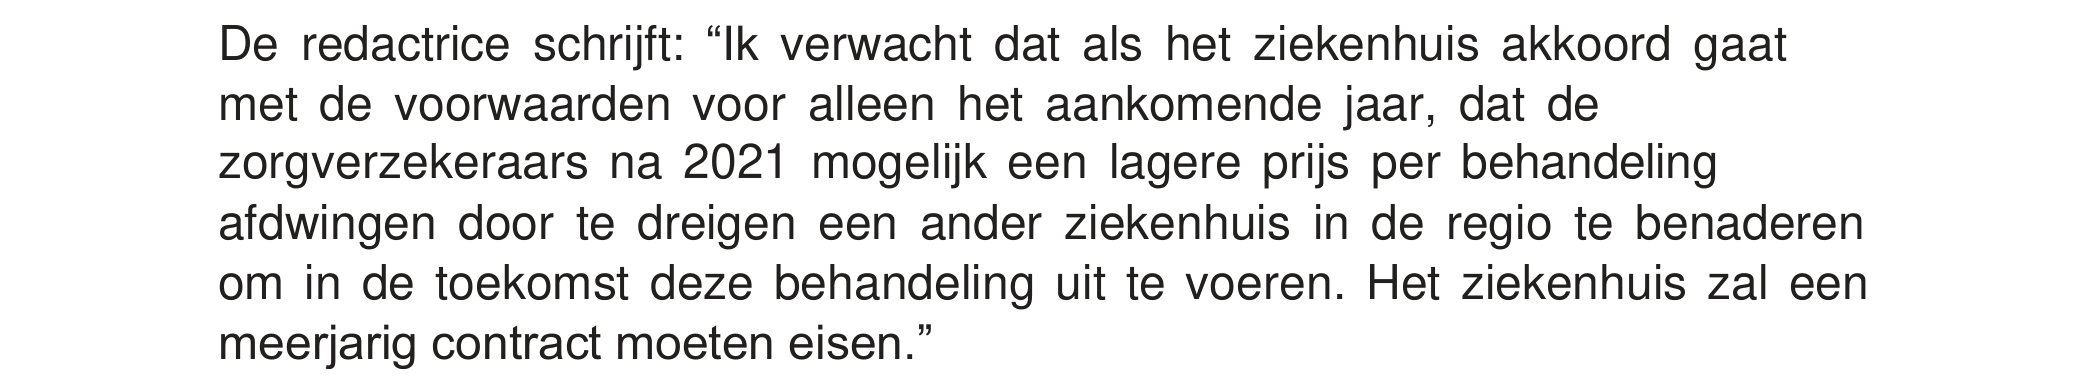 De redactrice schrijft: “Ik verwacht dat als het ziekenhuis akkoord gaat
met de voorwaarden voor alleen het aankomende jaar, dat de
zorgverzekeraars na 2021 mogelijk een lagere prijs per behandeling
afdwingen door te dreigen een ander ziekenhuis in de regio te benaderen
om in de toekomst deze behandeling uit te voeren. Het ziekenhuis zal een
meerjarig contract moeten eisen.”